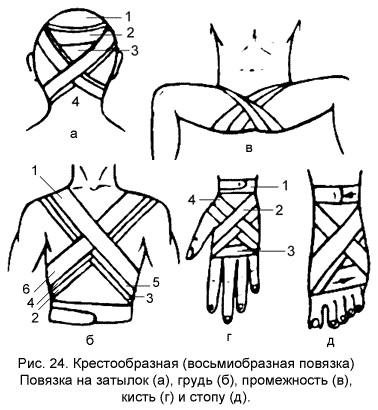 1
2
3
4
а
в
1
6
4
2
5
3
б
4
1
2
3
г
д
Рис. 24. Крестообразная (восьмиобразная повязка)
Повязка на затылок (а), грудь (б), промежность (в),
кисть (г) и стопу (д).